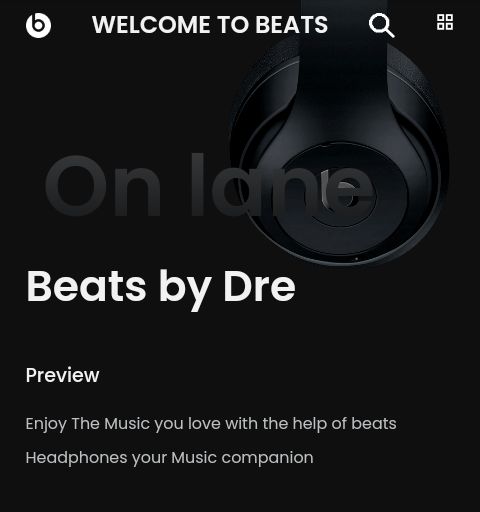 WELCOME TO BEATS
On lane
Beats by Dre
Preview
Enjoy The Music you love with the help of beats
Headphones your Music companion